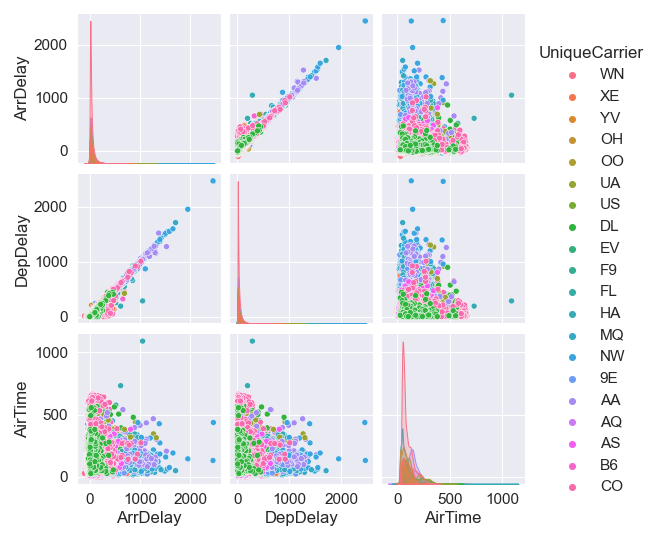 ArrDelay
2000
1000
0
DepDelay
2000
1000
0
AirTime
1000
500
0
0
1000
2000
ArrDelay
0
1000
2000
DepDelay
0
500
1000
AirTime
UniqueCarrier
WN
XE
YV
OH
OO
UA
US
DL
EV
F9
FL
HA
MQ
NW
9E
AA
AQ
AS
B6
CO